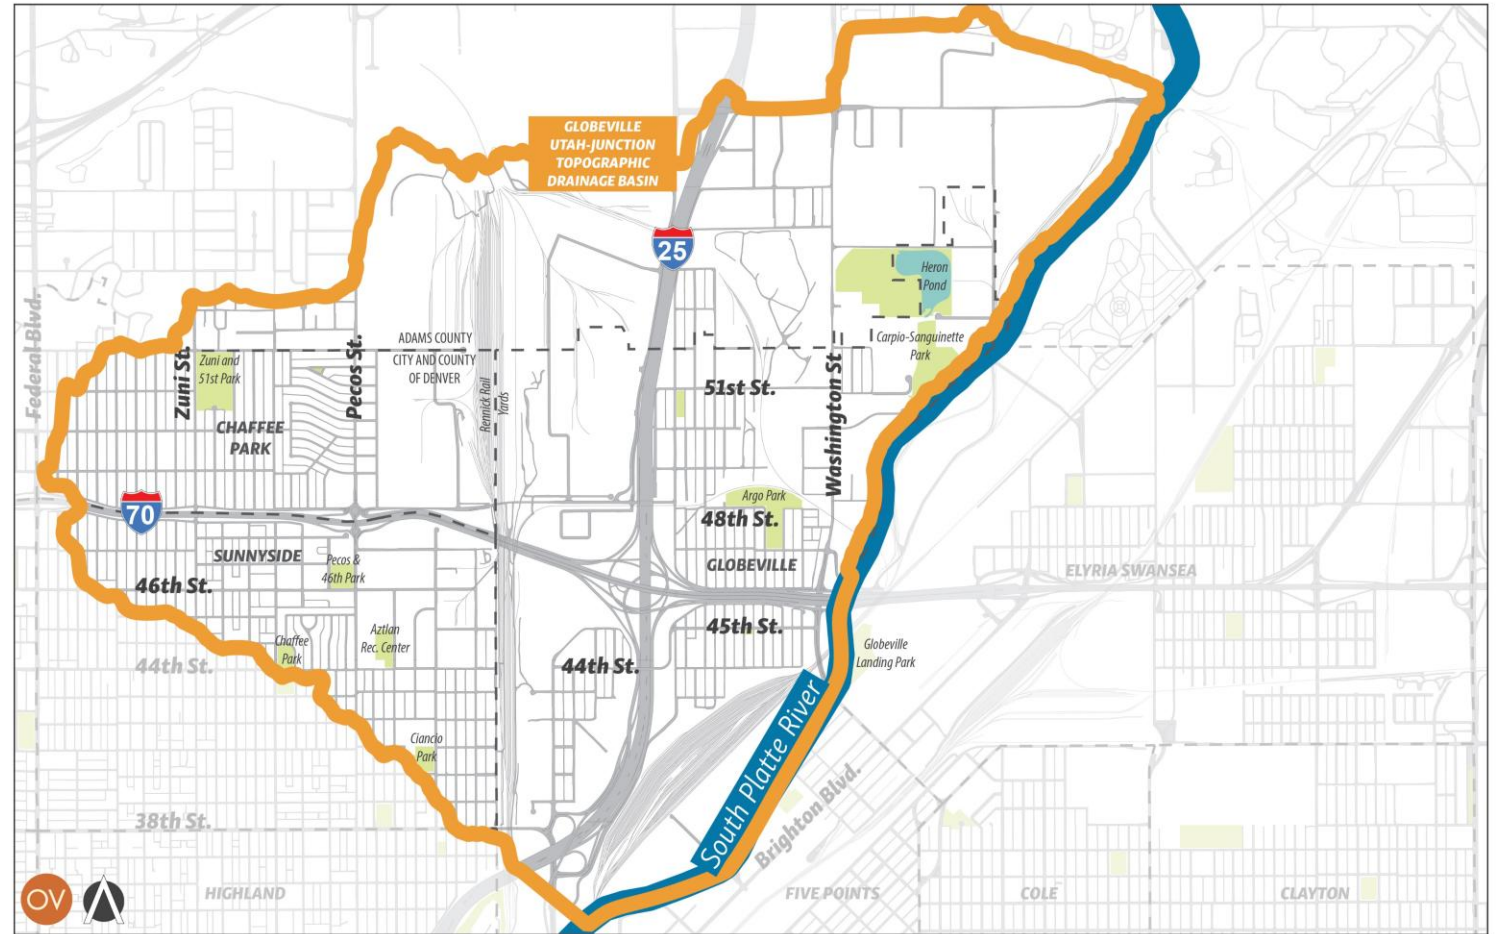 GLOBEVILLE
UTAH-JUNCTION
TOPOGRAPHIC
DRAINAGE BASIN
25
Heron
Pond
Federal Blvd.
Zuni St.
Pecos St.
ADAMS COUNTY
CITY AND COUNTY
OF DENVER
Carpio-Sanguinette
Park
Zuni and
51st Park
Rennick Rail
Yards
51st St.
Washington St
CHAFFEE
PARK
70
Argo Park
48th St.
SUNNYSIDE
Pecos &
46th Park
GLOBEVILLE
ELYRIA SWANSEA
46th St.
45th St.
Chaffee
Park
Aztlan
Rec. Center
Globeville
Landing Park
44th St.
44th St.
South Platte River
Ciancio
Park
Brighton Blvd.
38th St.
OV
HIGHLAND
FIVE POINTS
COLE
CLAYTON